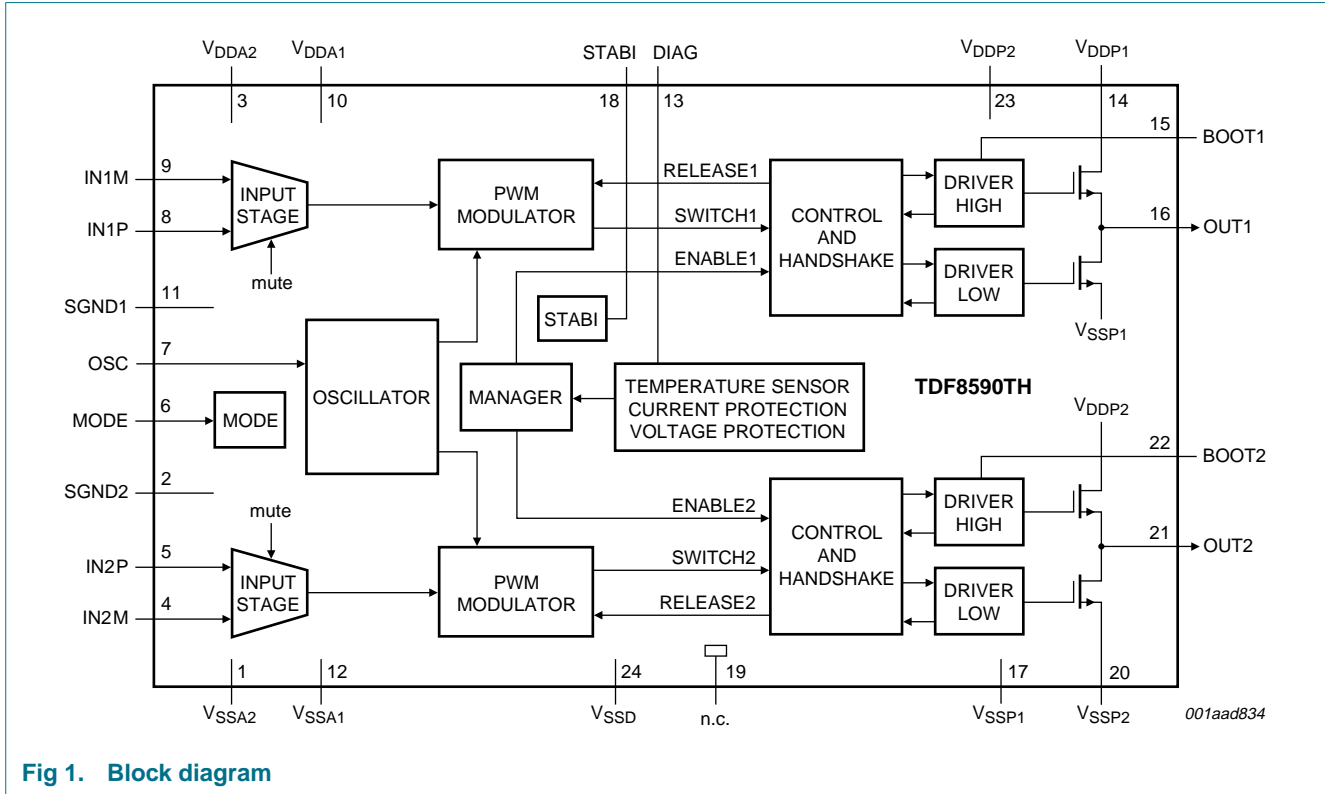 VDDA2
VDDA1
STABI
DIAG
VDDP2
VDDP1
3
10
18
13
23
14
15
BOOT1
IN1M
9
INPUT
STAGE
IN1P
8
mute
PWM
MODULATOR
RELEASE1
SWITCH1
ENABLE1
CONTROL
AND
HANDSHAKE
DRIVER
HIGH
DRIVER
LOW
16
OUT1
VSSP1
SGND1
11
OSC
7
OSCILLATOR
STABI
MANAGER
TEMPERATURE SENSOR
CURRENT PROTECTION
VOLTAGE PROTECTION
TDF8590TH
MODE
6
MODE
VDDP2
22
BOOT2
SGND2
2
mute
IN2P
5
INPUT
STAGE
IN2M
4
PWM
MODULATOR
ENABLE2
SWITCH2
RELEASE2
CONTROL
AND
HANDSHAKE
DRIVER
HIGH
DRIVER
LOW
21
OUT2
1
12
24
19
17
20
VSSA2
VSSA1
VSSD
n.c.
VSSP1
VSSP2
001aad834
Fig 1. Block diagram